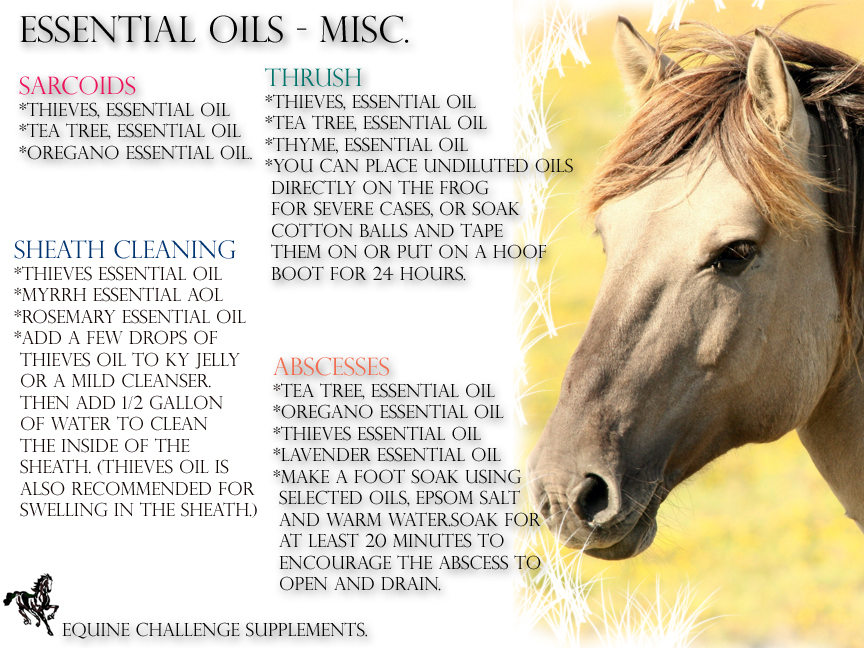 ESSENTIAL OILS - MISC.
SARCOIDS
*THIEVES, ESSENTIAL OIL
*TEA TREE, ESSENTIAL OIL
*OREGANO ESSENTIAL OIL.
THRUSH
*THIEVES, ESSENTIAL OIL
*TEA TREE, ESSENTIAL OIL
*THYME, ESSENTIAL OIL
*YOU CAN PLACE UNDILUTED OILS
DIRECTLY ON THE FROG
FOR SEVERE CASES, OR SOAK
COTTON BALLS AND TAPE
THEM ON OR PUT ON A HOOF
BOOT FOR 24 HOURS.
SHEATH CLEANING
*THIEVES ESSENTIAL OIL
*MYRRH ESSENTIAL AOL
*ROSEMARY ESSENTIAL OIL
*ADD A FEW DROPS OF
THIEVES OIL TO KY JELLY
OR A MILD CLEANSER.
THEN ADD 1/2 GALLON
OF WATER TO CLEAN
THE INSIDE OF THE
SHEATH. (THIEVES OIL IS
ALSO RECOMMENDED FOR
SWELLING IN THE SHEATH.)
ABSCESSES
*TEA TREE, ESSENTIAL OIL
*OREGANO ESSENTIAL OIL
*THIEVES ESSENTIAL OIL
*LAVENDER ESSENTIAL OIL
*MAKE A FOOT SOAK USING
SELECTED OILS, EPSOM SALT
AND WARM WATER.SOAK FOR
AT LEAST 20 MINUTES TO
ENCOURAGE THE ABSCESS TO
OPEN AND DRAIN.
EQUINE CHALLENGE SUPPLEMENTS.